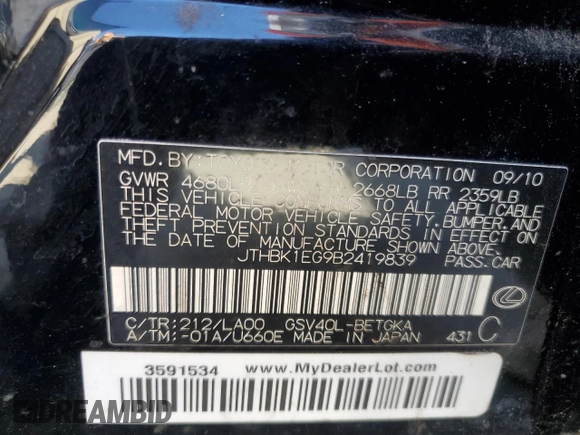 MFD. BY: TOYOTA MOTOR CORPORATION 09/10
GVWR 4680LB 2668LB RR 2359LB
THIS VEHICLE CONFORMS TO ALL APPLICABLE
FEDERAL MOTOR VEHICLE SAFETY, BUMPER, AND
THEFT PREVENTION STANDARDS IN EFFECT ON
THE DATE OF MANUFACTURE SHOWN ABOVE.
JTHBK1EG9B2419839 PASS.CAR
C/TR:212/LA00 GSV40L-BETGKA
A/TM:-01A/U660E MADE IN JAPAN 431 C
3591534 www.MyDealerLot.com
DREAMBID